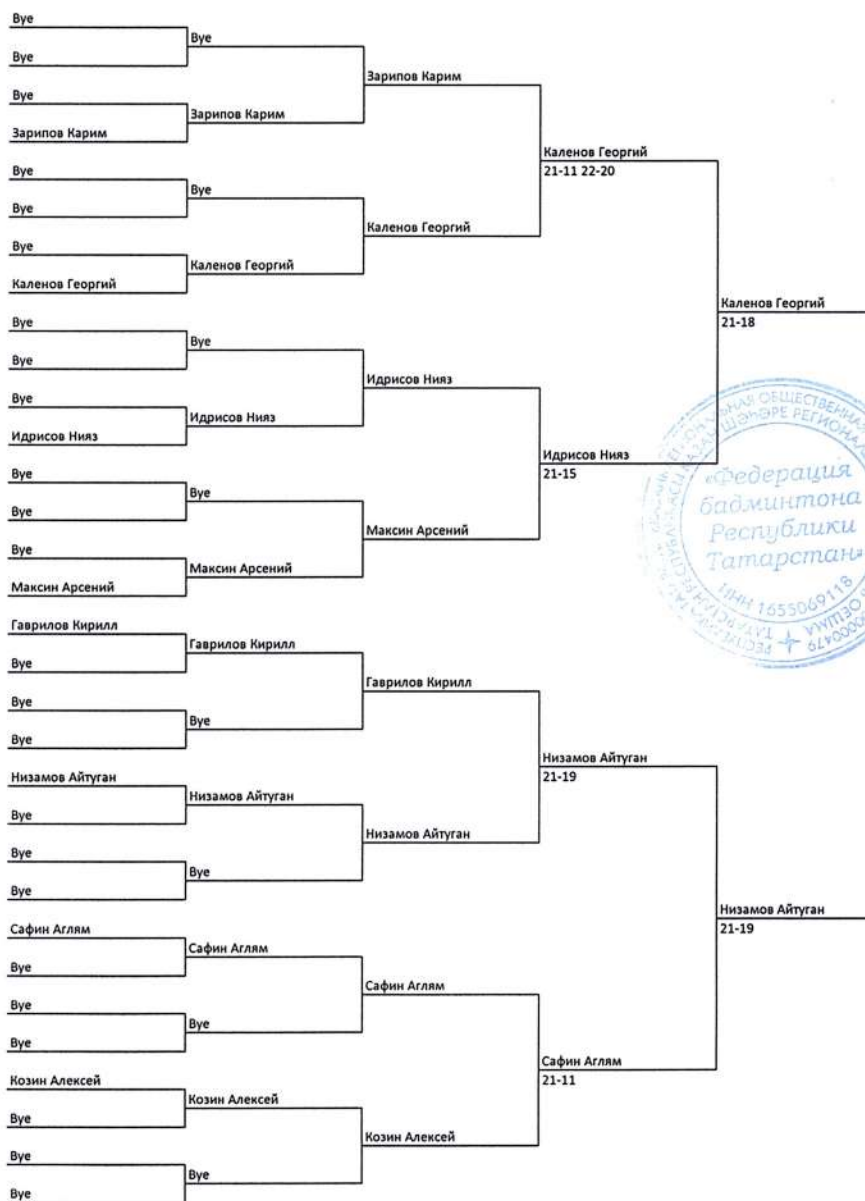 Bye
Bye
Bye
Зарипов Карим
Bye
Bye
Bye
Каленов Георгий
Bye
Bye
Bye
Идрисов Нияз
Bye
Bye
Bye
Максин Арсений
Гаврилов Кирилл
Bye
Bye
Bye
Низамов Айтуган
Bye
Bye
Bye
Сафин Аглям
Bye
Bye
Bye
Козин Алексей
Bye
Bye
Bye
Bye
Зарипов Карим
Bye
Каленов Георгий
Bye
Идрисов Нияз
Bye
Максин Арсений
Гаврилов Кирилл
Bye
Низамов Айтуган
Bye
Сафин Аглям
Bye
Козин Алексей
Bye
Зарипов Карим
Каленов Георгий
Идрисов Нияз
Максин Арсений
Гаврилов Кирилл
Низамов Айтуган
Сафин Аглям
Козин Алексей
Каленов Георгий
21-11 22-20
Идрисов Нияз
21-15
Низамов Айтуган
21-19
Сафин Аглям
21-11
Каленов Георгий
21-18
Низамов Айтуган
21-19
«Федерация
бадминтона
Республики
Татарстан»
ИНН 1655069118